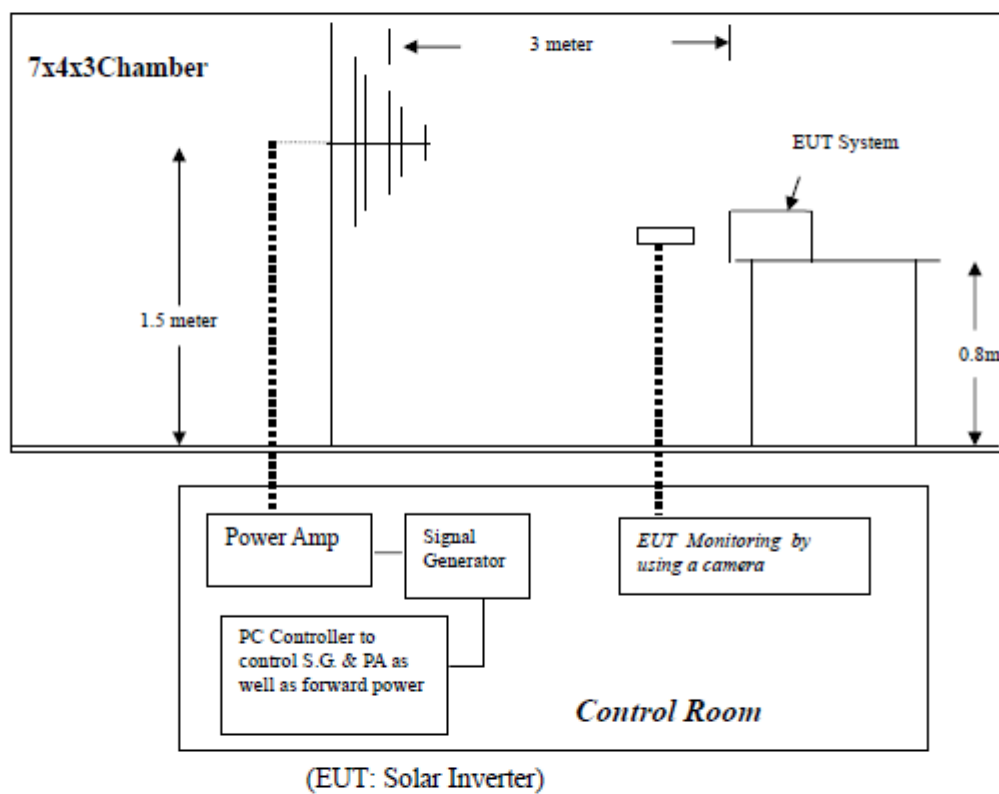 3 meter
7x4x3Chamber
EUT System
1.5 meter
0.8m
Power Amp
Signal
Generator
EUT Monitoring by
using a camera
PC Controller to
control S.G. & PA as
well as forward power
Control Room
(EUT: Solar Inverter)